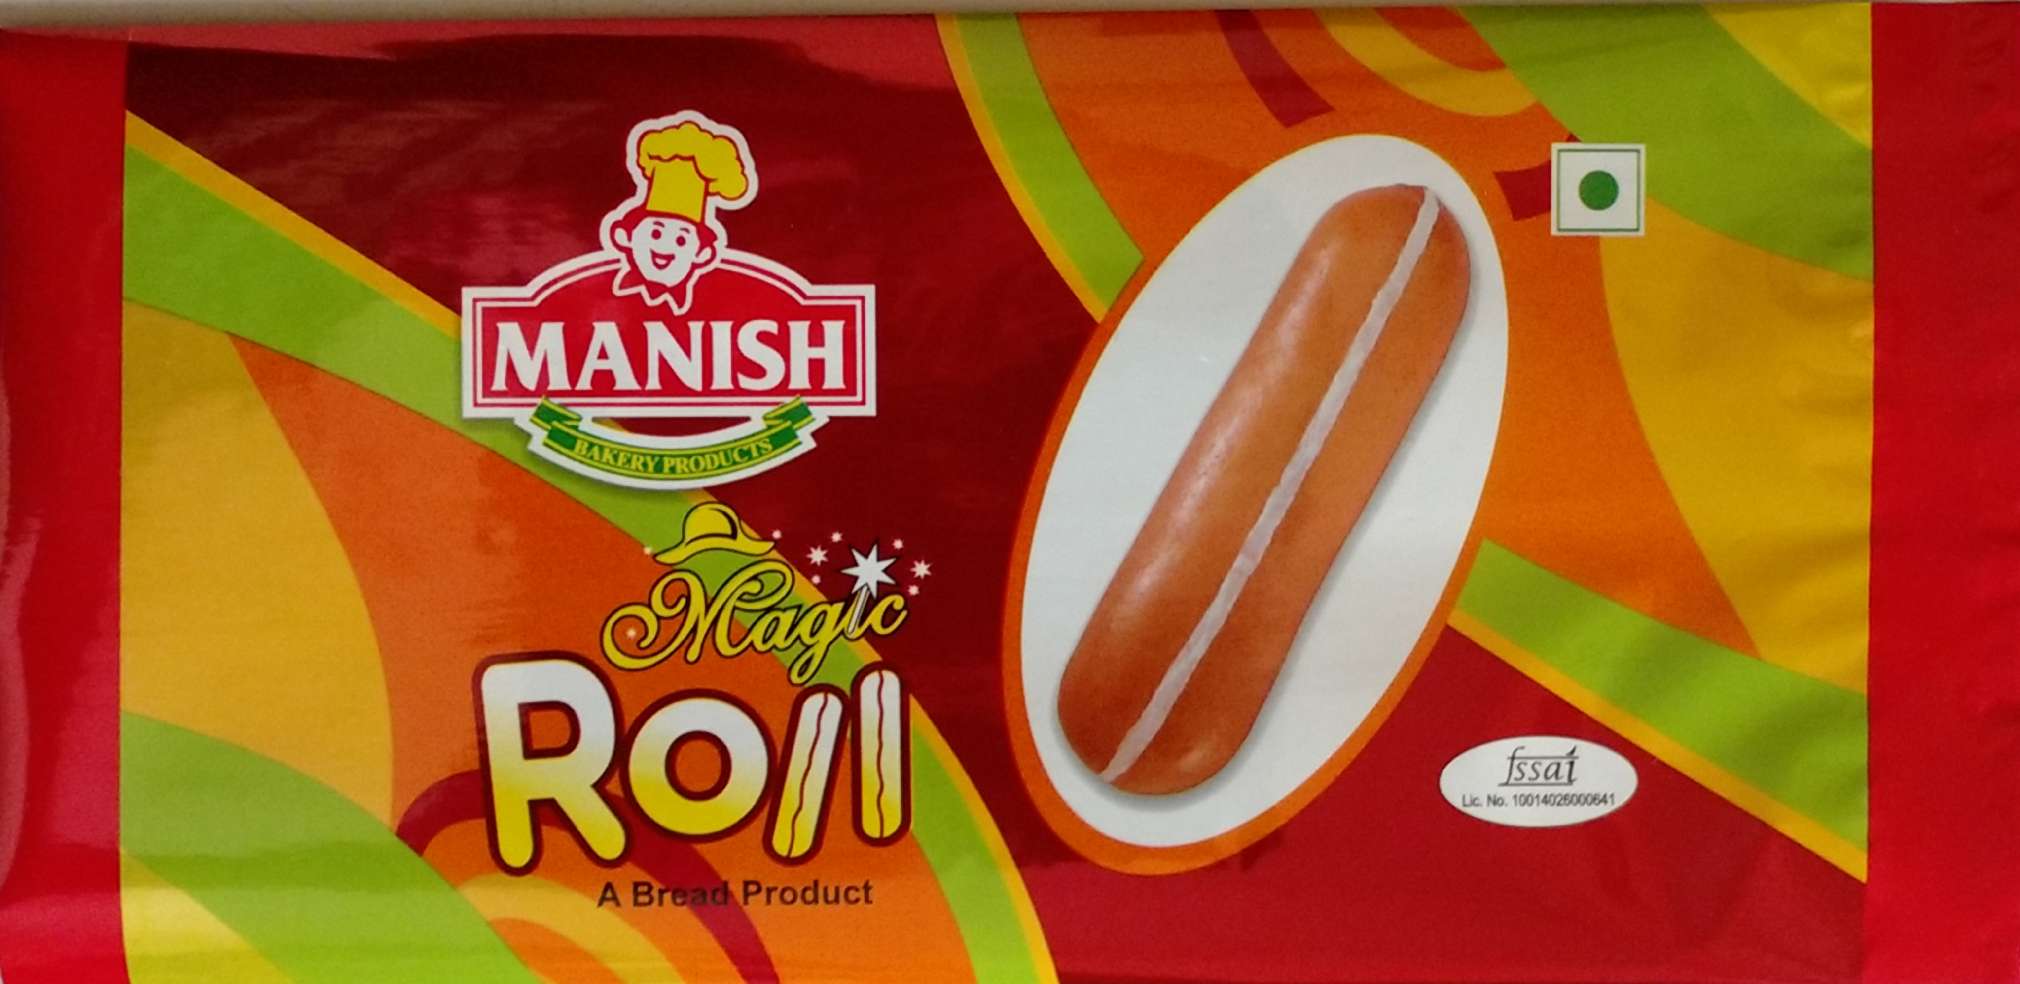 MANISH
BAKERY PRODUCTS
Magic
Roll
A Bread Product
fssai
Lic. No. 10014026000641